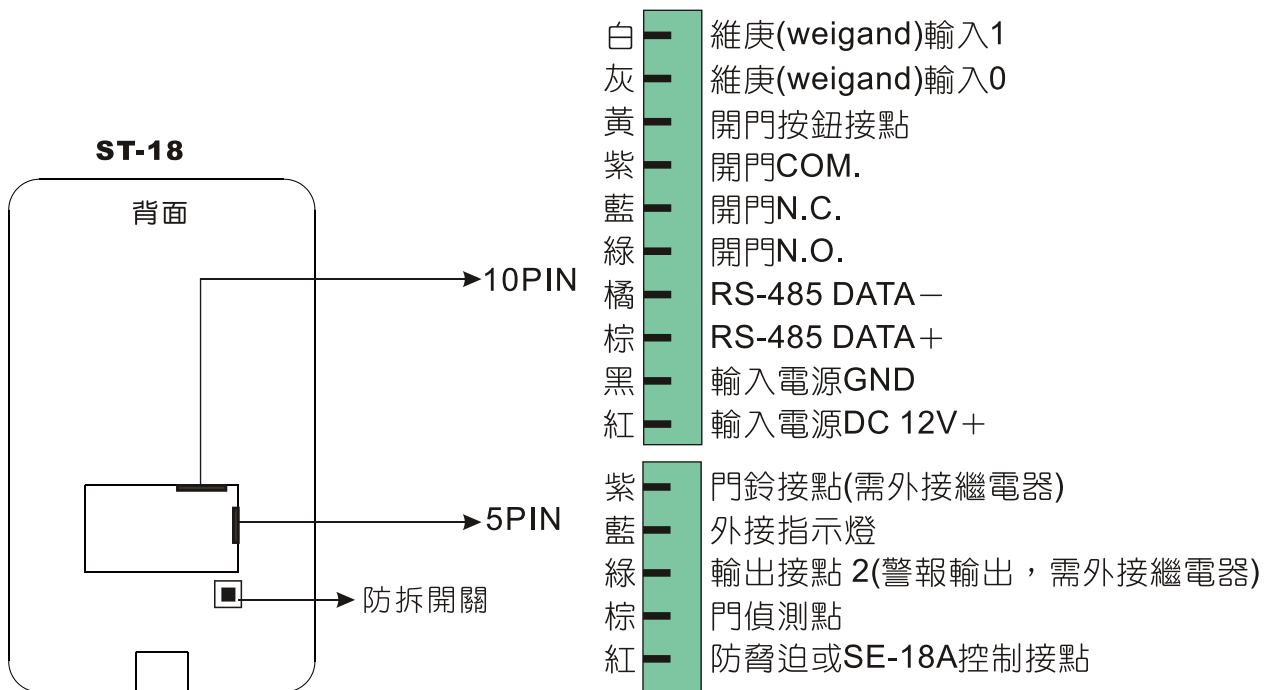 ST-18
背面
10PIN
5PIN
防拆開關
白 維庚(weigand)輸入1
灰 維庚(weigand)輸入0
黃 開門按鈕接點
紫 開門COM.
藍 開門N.C.
綠 開門N.O.
橘 RS-485 DATA－
棕 RS-485 DATA＋
黑 輸入電源GND
紅 輸入電源DC 12V＋
紫 門鈴接點(需外接繼電器)
藍 外接指示燈
綠 輸出接點 2(警報輸出，需外接繼電器)
棕 門偵測點
紅 防脅迫或SE-18A控制接點